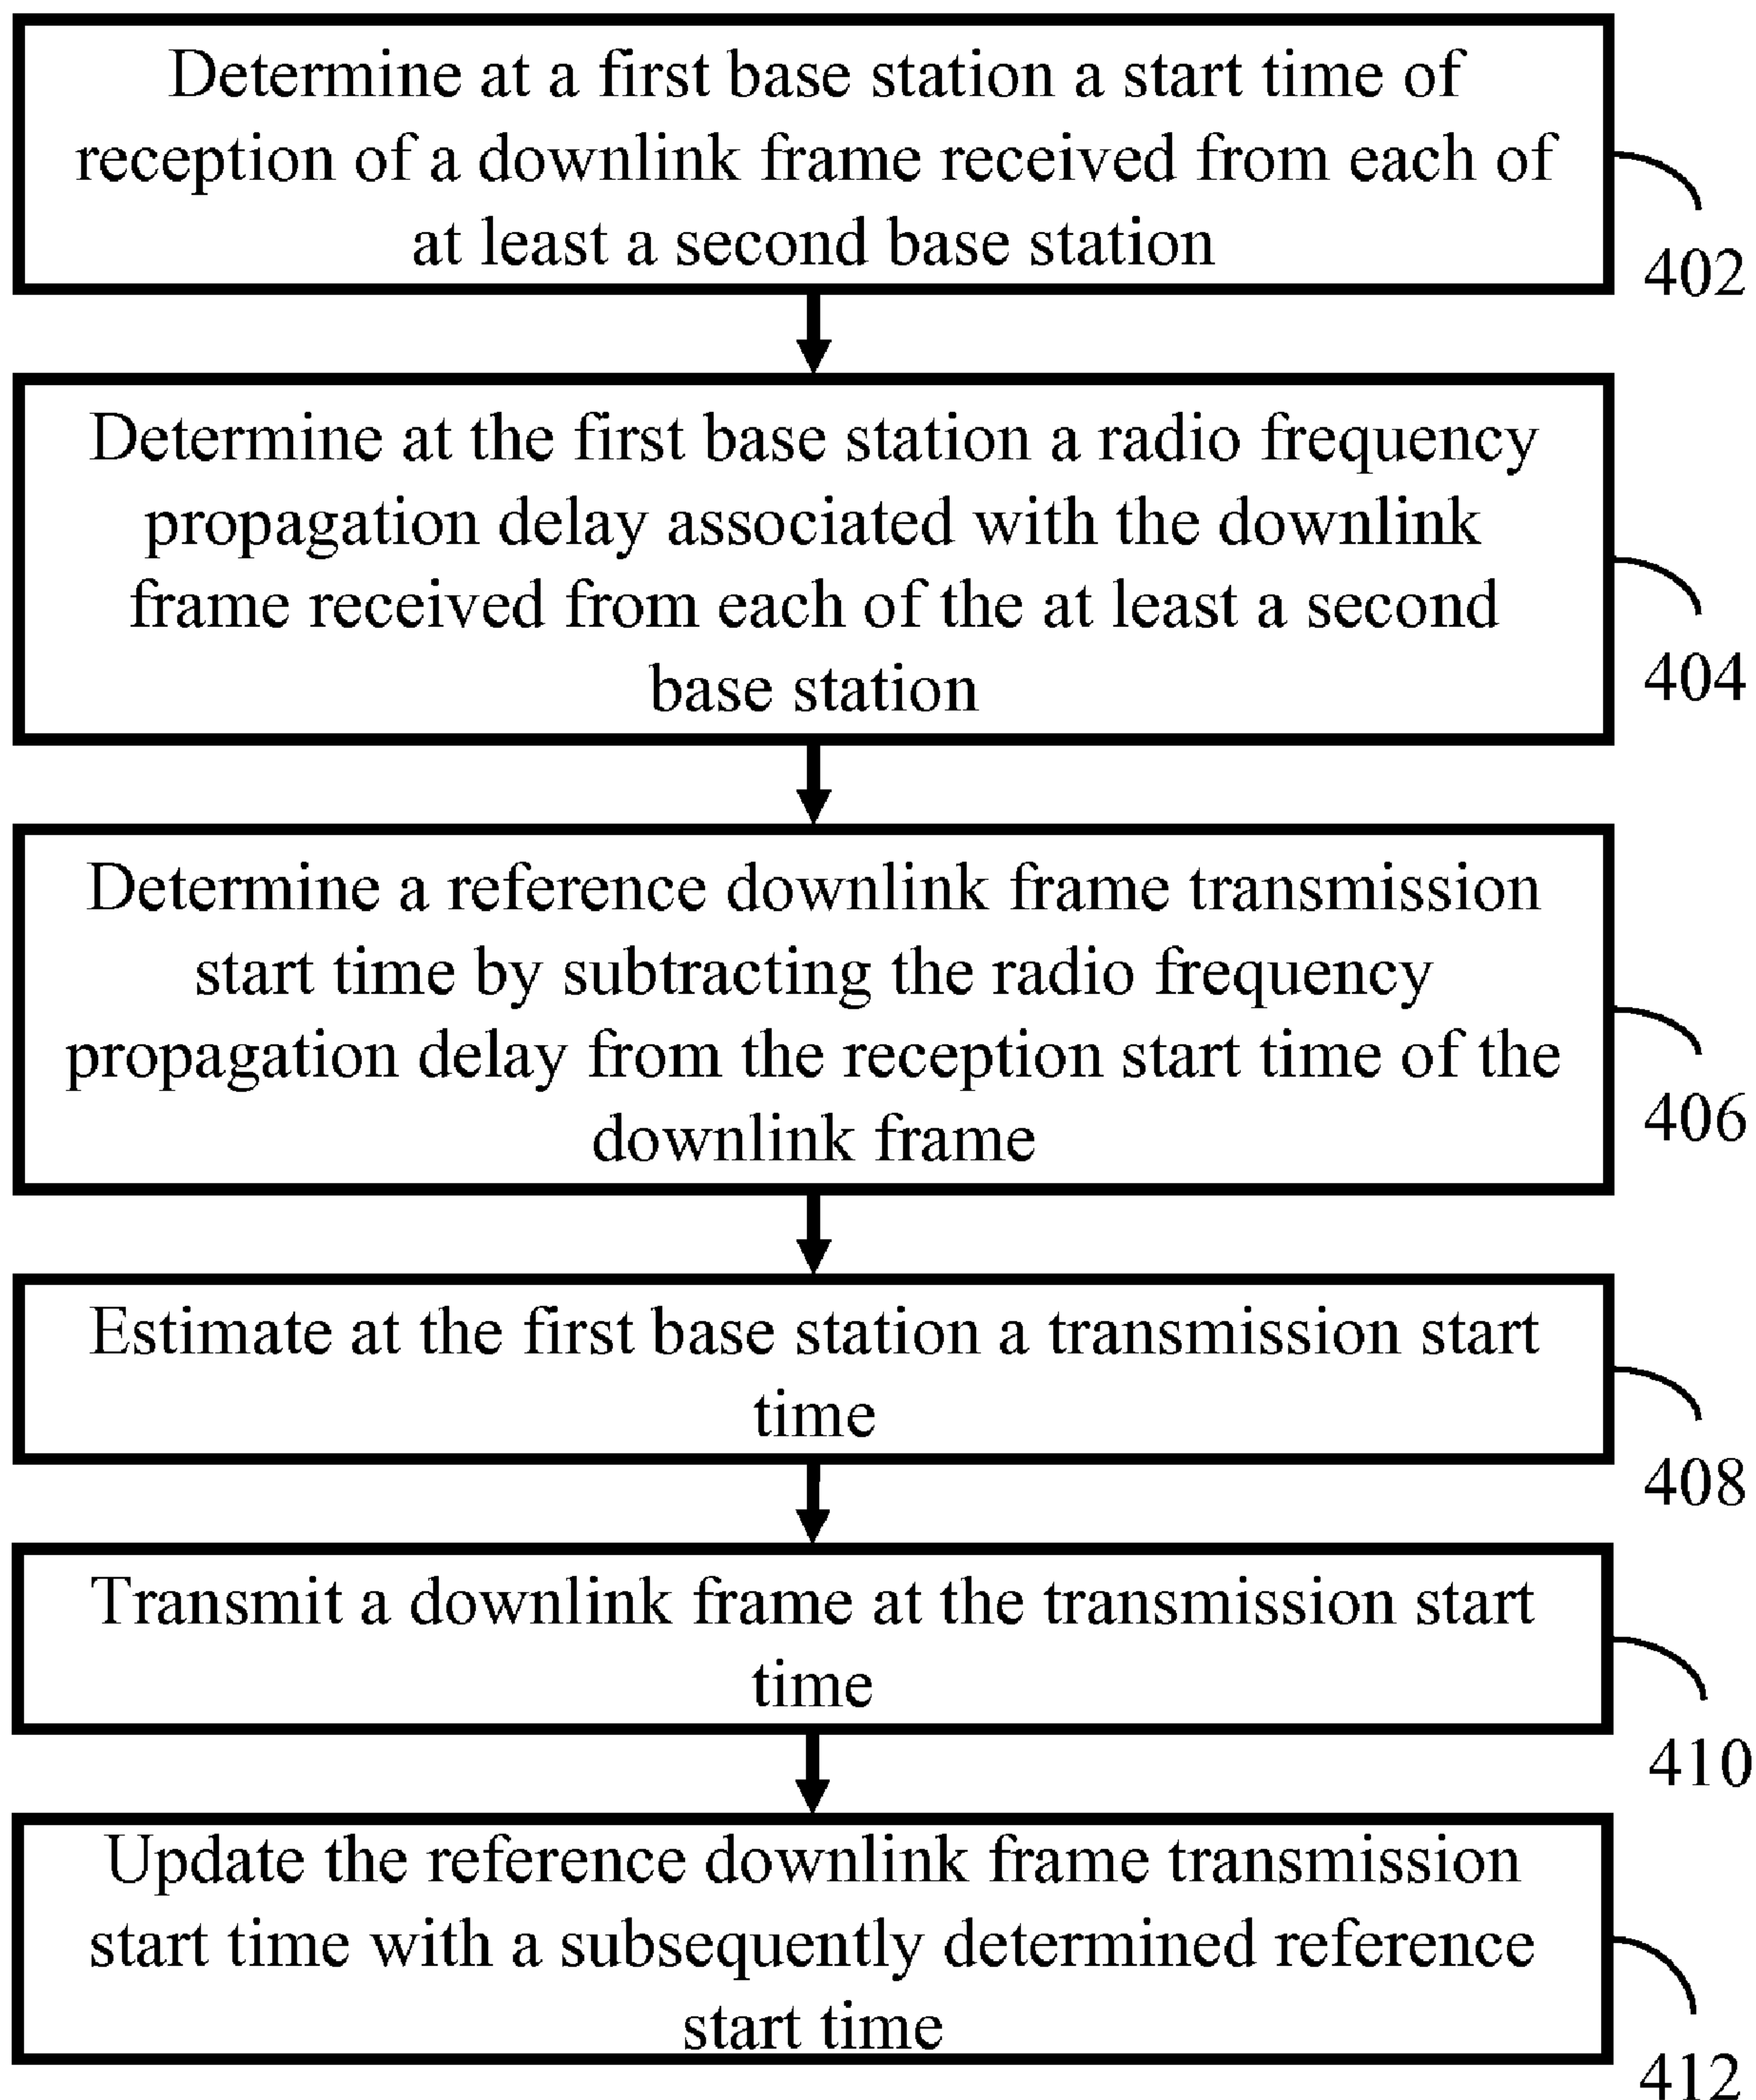 Determine at a first base station a start time of
reception of a downlink frame received from each of
at least a second base station
402
Determine at the first base station a radio frequency
propagation delay associated with the downlink
frame received from each of the at least a second
base station
404
Determine a reference downlink frame transmission
start time by subtracting the radio frequency
propagation delay from the reception start time of the
downlink frame
406
Estimate at the first base station a transmission start
time
408
Transmit a downlink frame at the transmission start
time
410
Update the reference downlink frame transmission
start time with a subsequently determined reference
start time
412